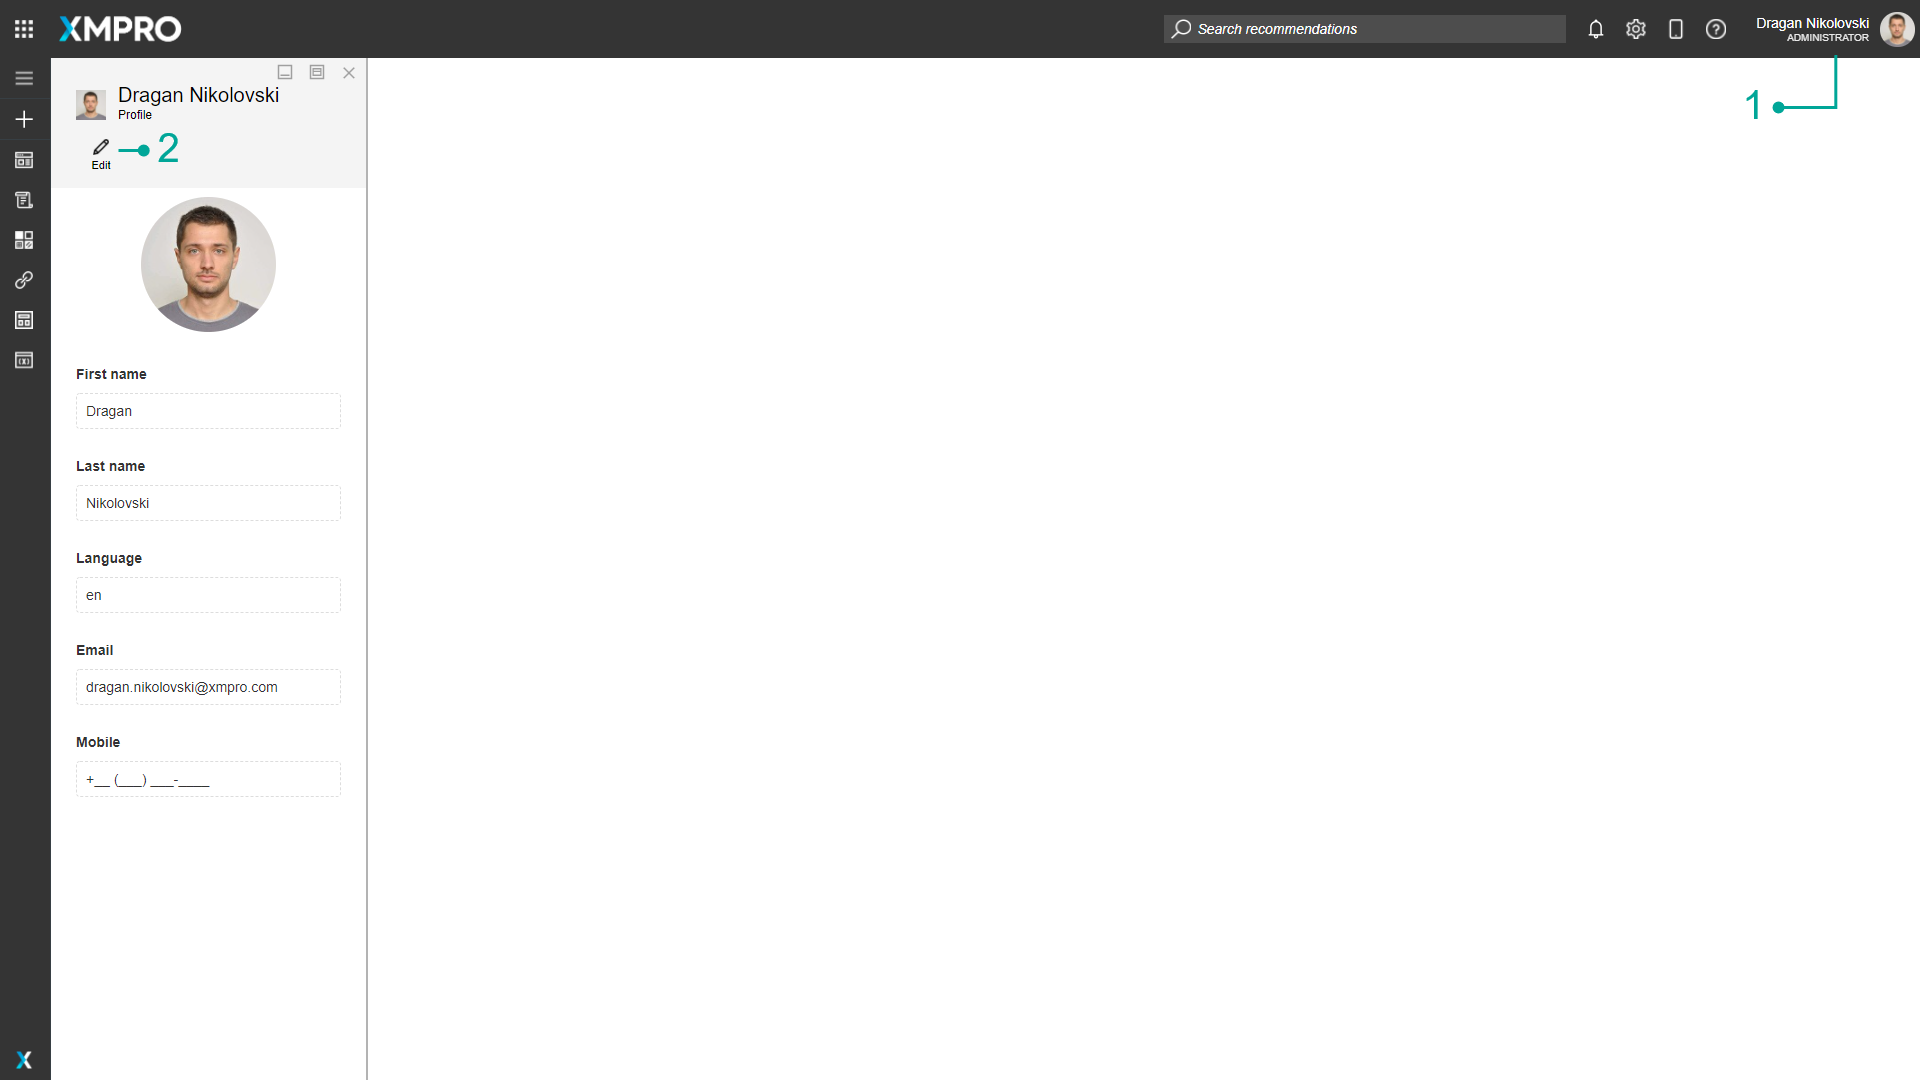 XMPRO
Search recommendations
Dragan Nikolovski
ADMINISTRATOR
1
Dragan Nikolovski
Profile
Edit
2
First name
Dragan
Last name
Nikolovski
Language
en
Email
dragan.nikolovski@xmpro.com
Mobile
+__ (___) ___-____